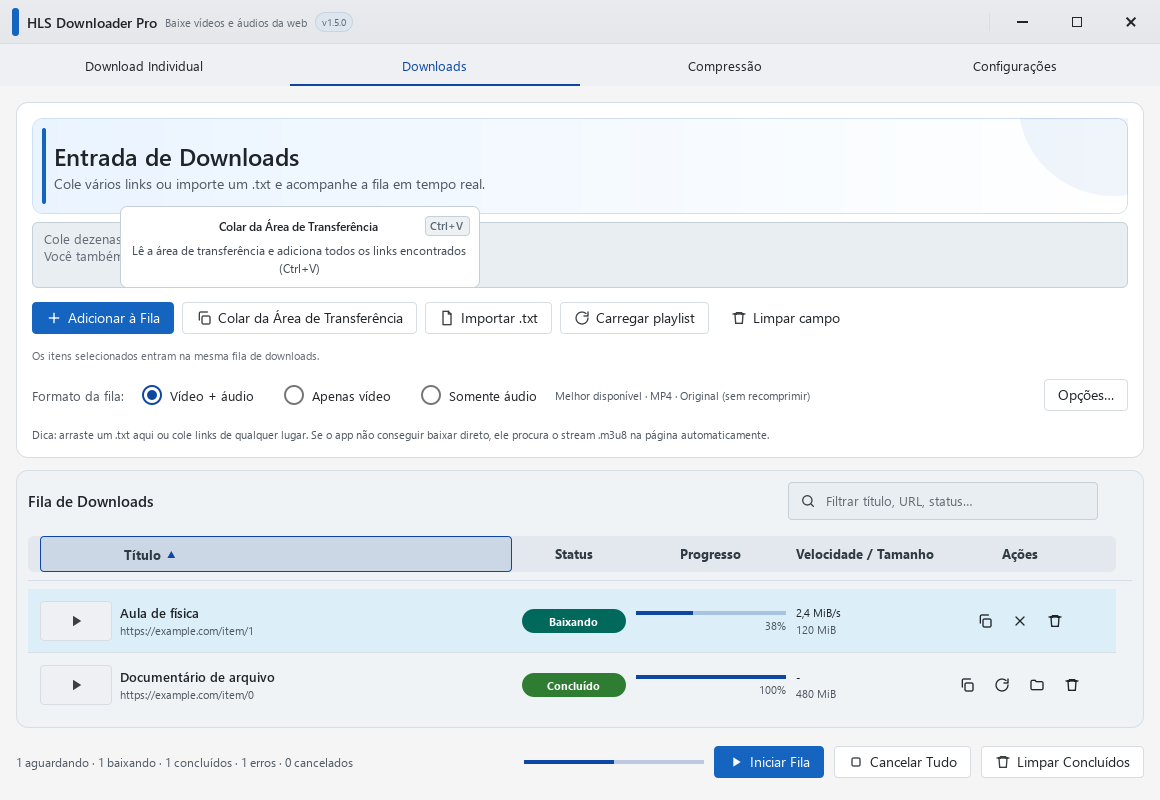 HLS Downloader Pro Baixe vídeos e áudios da web v1.5.0
Download Individual Downloads Compressão Configurações
Entrada de Downloads
Cole vários links ou importe um .txt e acompanhe a fila em tempo real.
Colar da Área de Transferência Ctrl+V
Lê a área de transferência e adiciona todos os links encontrados
(Ctrl+V)
Cole dezenas
Você também
Adicionar à Fila Colar da Área de Transferência Importar .txt Carregar playlist Limpar campo
Os itens selecionados entram na mesma fila de downloads.
Formato da fila: Vídeo + áudio Apenas vídeo Somente áudio Melhor disponível · MP4 · Original (sem recomprimir) Opções...
Dica: arraste um .txt aqui ou cole links de qualquer lugar. Se o app não conseguir baixar direto, ele procura o stream .m3u8 na página automaticamente.
Fila de Downloads Filtrar título, URL, status...
Título ▲ Status Progresso Velocidade / Tamanho Ações
Aula de física
https://example.com/item/1
Baixando
38%
2,4 MiB/s
120 MiB
Documentário de arquivo
https://example.com/item/0
Concluído
100%
-
480 MiB
1 aguardando · 1 baixando · 1 concluídos · 1 erros · 0 cancelados Iniciar Fila Cancelar Tudo Limpar Concluídos